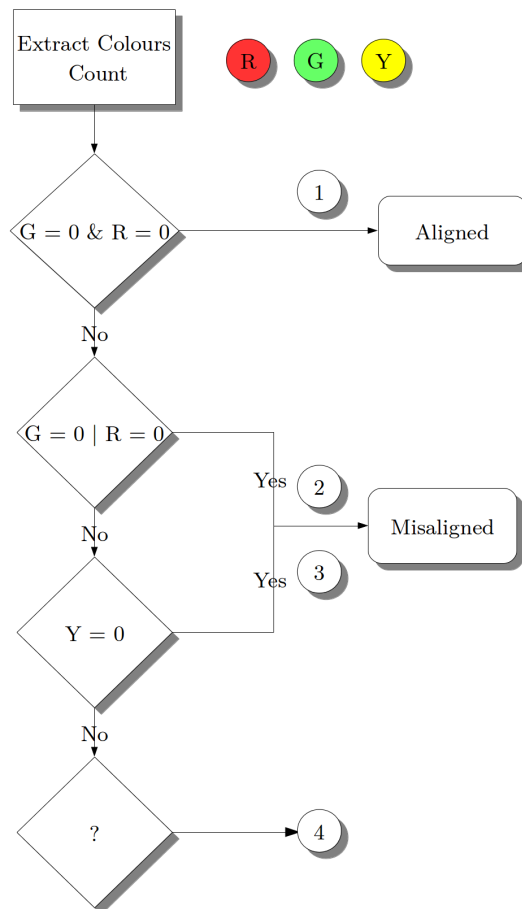 Extract Colours
Count
R
G
Y
1
G = 0 & R = 0
Aligned
No
G = 0 | R = 0
Yes
2
Misaligned
No
Yes
3
Y = 0
No
?
4